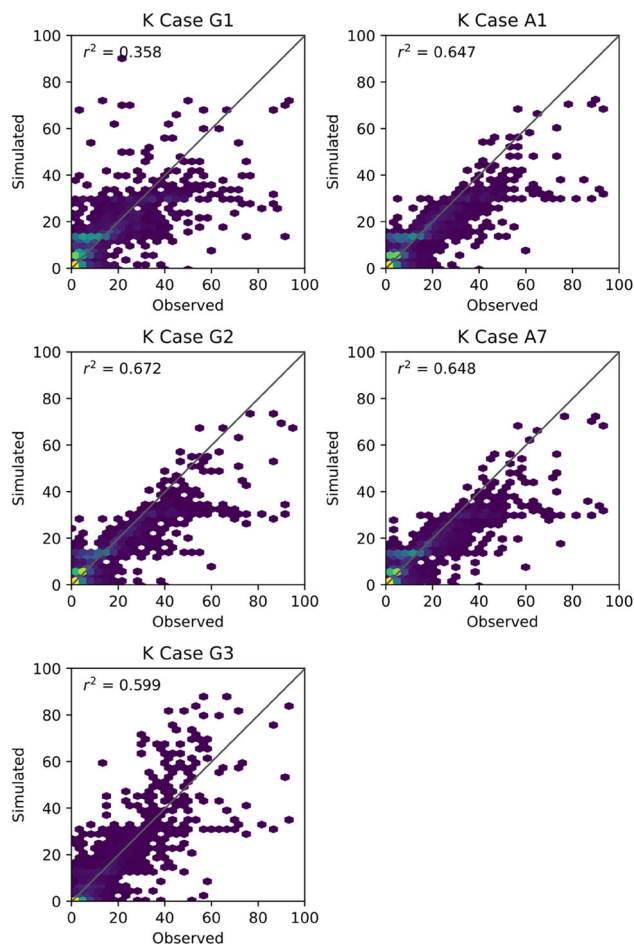 K Case G1
100
80
60
40
20
0
r² = 0.358
Simulated
0 20 40 60 80 100
Observed
K Case A1
100
80
60
40
20
0
r² = 0.647
Simulated
0 20 40 60 80 100
Observed
K Case G2
100
80
60
40
20
0
r² = 0.672
Simulated
0 20 40 60 80 100
Observed
K Case A7
100
80
60
40
20
0
r² = 0.648
Simulated
0 20 40 60 80 100
Observed
K Case G3
100
80
60
40
20
0
r² = 0.599
Simulated
0 20 40 60 80 100
Observed